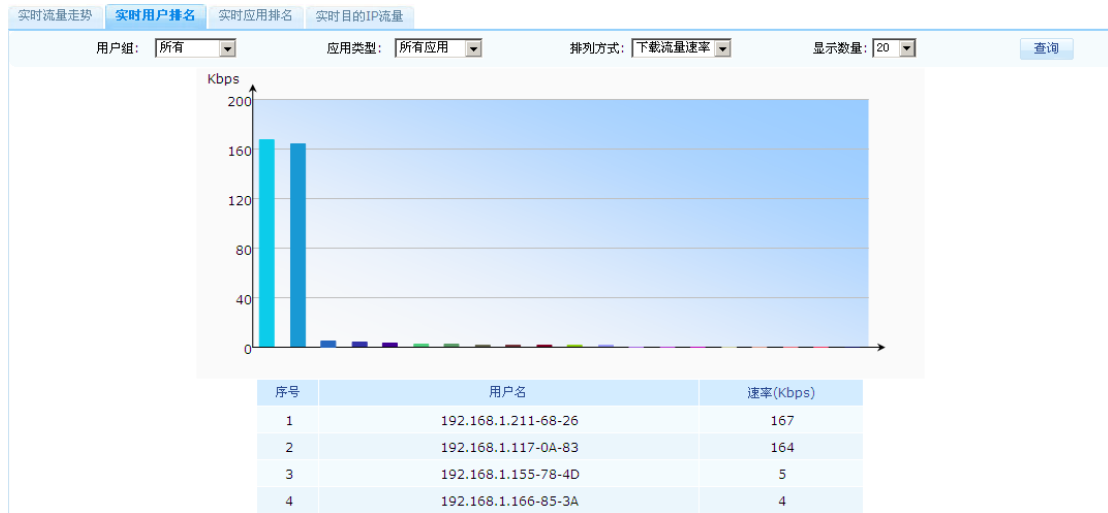 实时流量走势 实时用户排名 实时应用排名 实时目的IP流量
用户组: 所有 应用类型: 所有应用 排列方式: 下载流量速率 显示数量: 20 查询
Kbps
200
160
120
80
40
0
序号 用户名 速率(Kbps)
1 192.168.1.211-68-26 167
2 192.168.1.117-0A-83 164
3 192.168.1.155-78-4D 5
4 192.168.1.166-85-3A 4